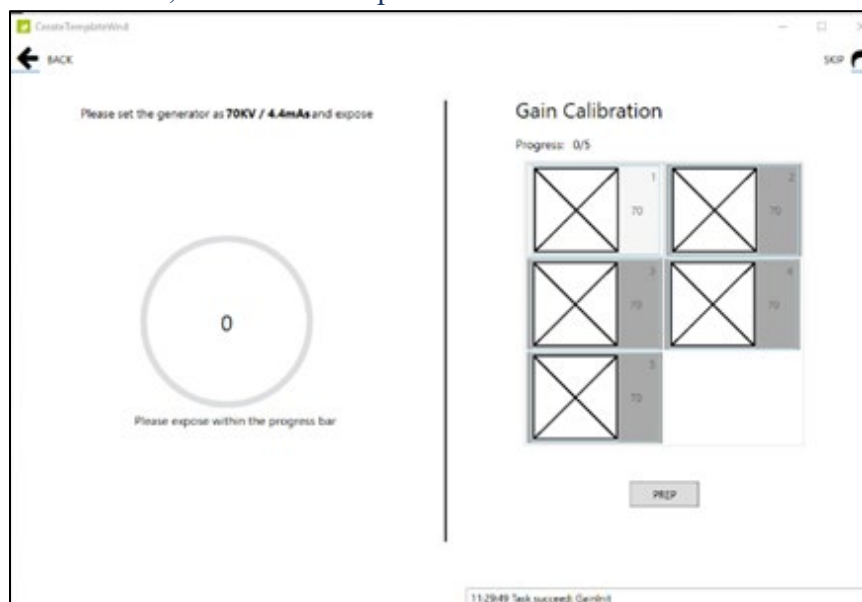 CreateTemplateWnd
BACK
SKIP
Please set the generator as 70KV / 4.4mAs and expose
Gain Calibration
Progress: 0/5
1
70
2
70
3
70
4
70
5
70
0
Please expose within the progress bar
PREP
11:29:49 Task succeed: GainInit